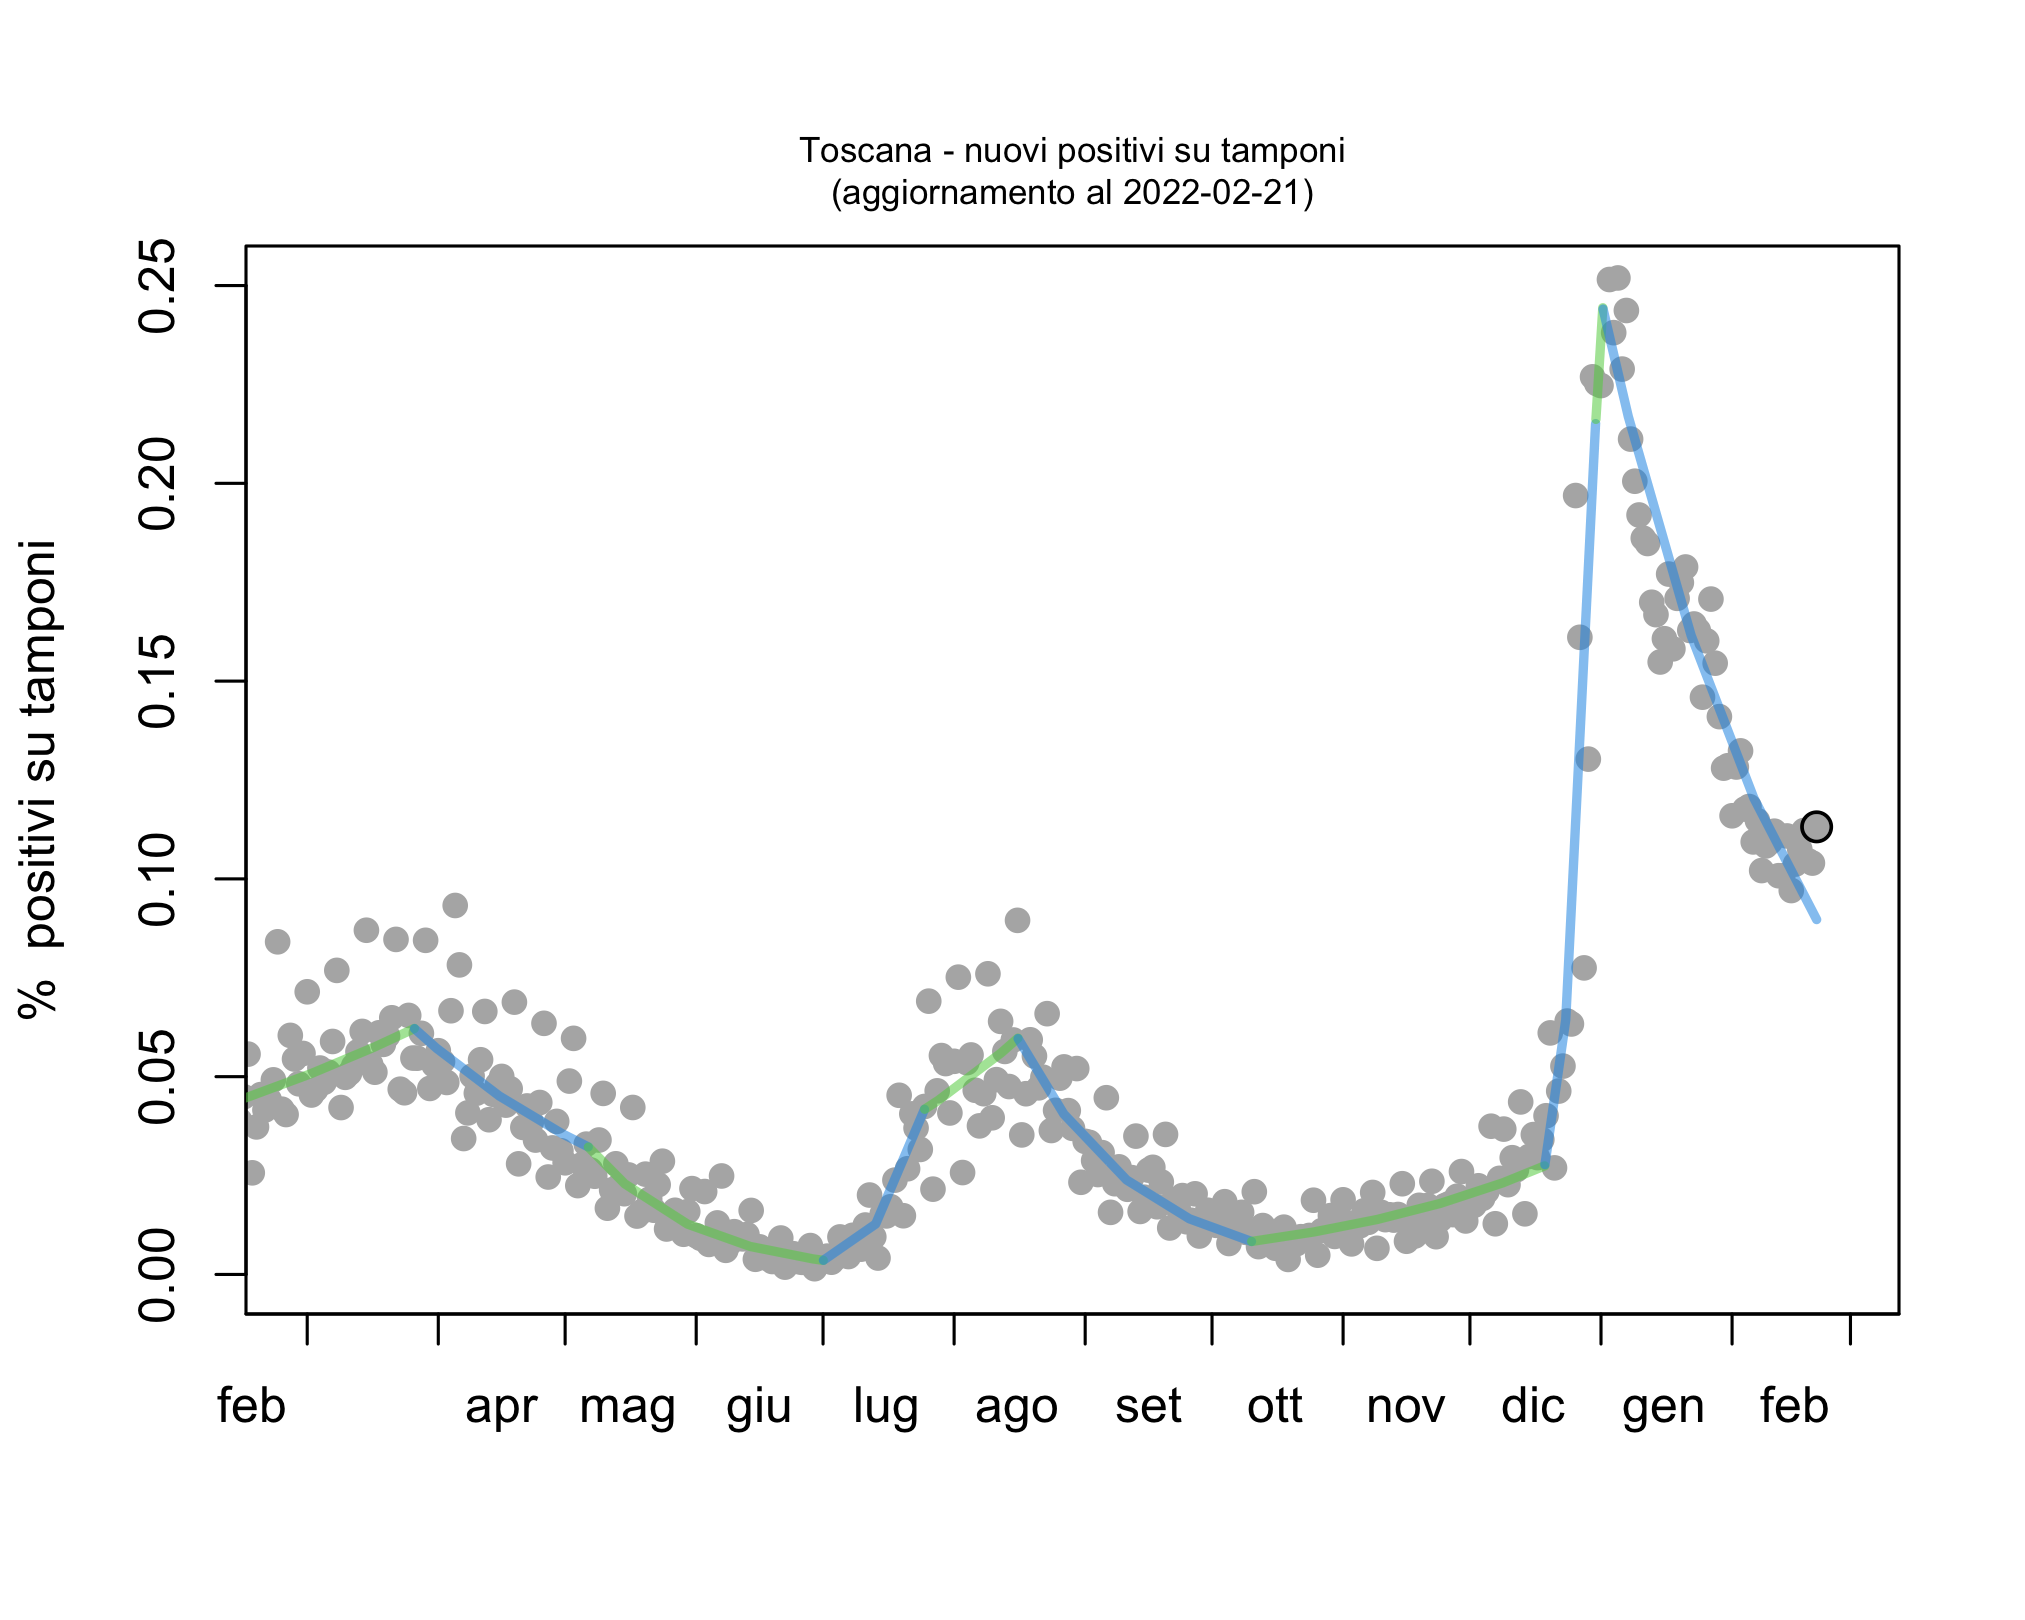 Toscana - nuovi positivi su tamponi
(aggiornamento al 2022-02-21)
% positivi su tamponi
0.25
0.20
0.15
0.10
0.05
0.00
feb apr mag giu lug ago set ott nov dic gen feb